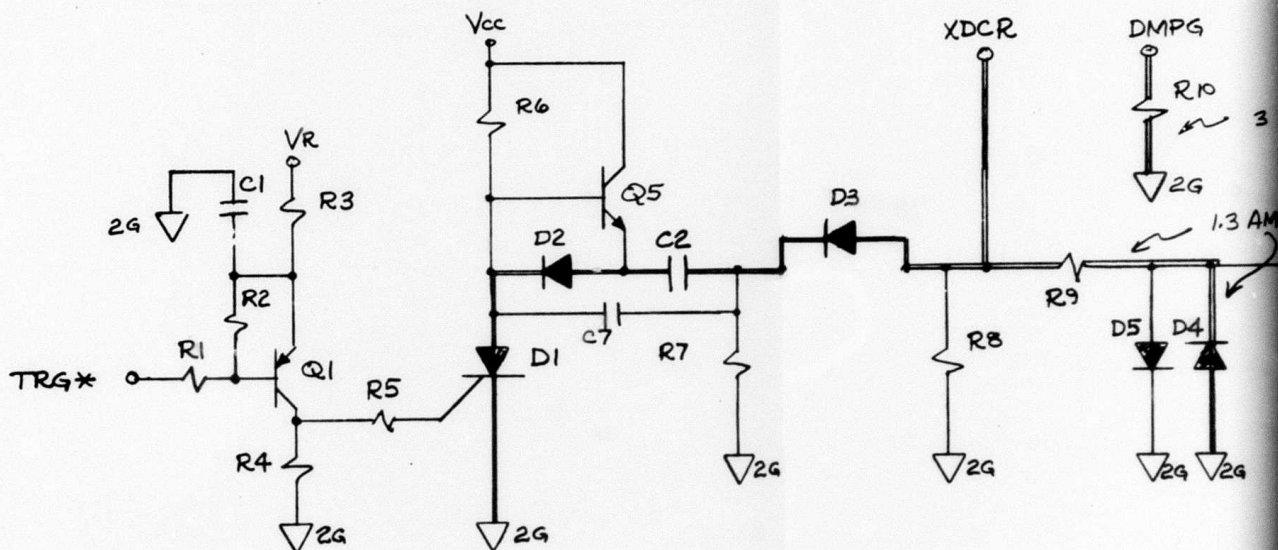 Vcc
XDCR
DMPG
R10
3
2G
R6
VR
C1
R3
2G
Q5
D3
1.3 AM
D2
C2
R2
R9
C7
R7
R8
D5
D4
R1
TRG*
Q1
R5
D1
R4
2G
2G
2G
2G
2G
2G